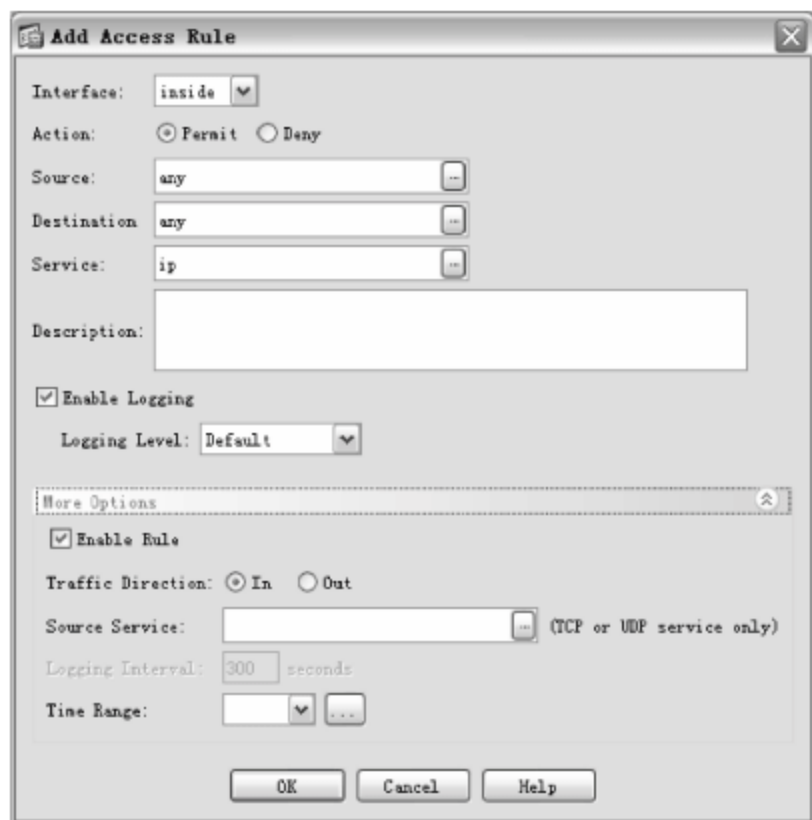 Add Access Rule
Interface: inside
Action: Permit Deny
Source: any ...
Destination any ...
Service: ip ...
Description:
Enable Logging
Logging Level: Default
More Options
Enable Rule
Traffic Direction: In Out
Source Service: ... (TCP or UDP service only)
Logging Interval: 300 seconds
Time Range: ...
OK Cancel Help